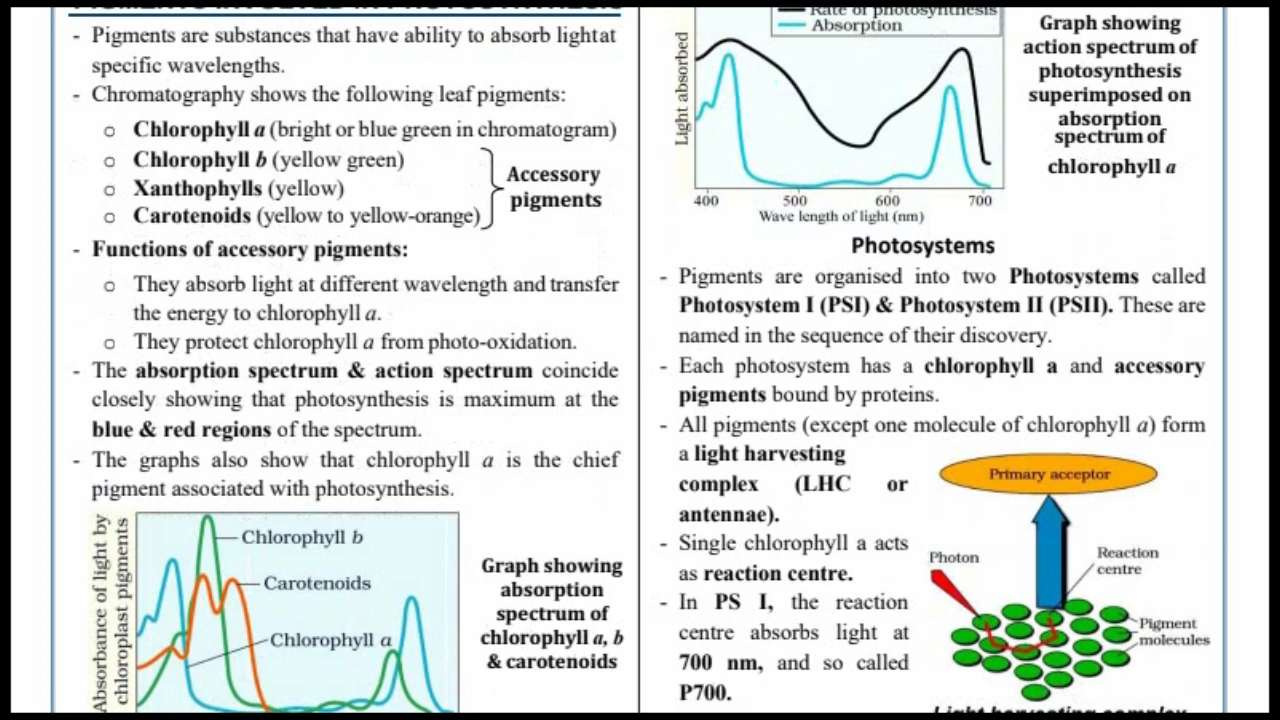 PIGMENTS INVOLVED IN PHOTOSYNTHESIS
- Pigments are substances that have ability to absorb light at
specific wavelengths.
- Chromatography shows the following leaf pigments:
o Chlorophyll a (bright or blue green in chromatogram)
o Chlorophyll b (yellow green)
o Xanthophylls (yellow)
o Carotenoids (yellow to yellow-orange)
Accessory
pigments
- Functions of accessory pigments:
o They absorb light at different wavelength and transfer
the energy to chlorophyll a.
o They protect chlorophyll a from photo-oxidation.
- The absorption spectrum & action spectrum coincide
closely showing that photosynthesis is maximum at the
blue & red regions of the spectrum.
- The graphs also show that chlorophyll a is the chief
pigment associated with photosynthesis.
Absorbance of light by
chloroplast pigments
Chlorophyll b
Carotenoids
Chlorophyll a
Graph showing
absorption
spectrum of
chlorophyll a, b
& carotenoids
Rate of photosynthesis
Absorption
Light absorbed
400 500 600 700
Wave length of light (nm)
Graph showing
action spectrum of
photosynthesis
superimposed on
absorption
spectrum of
chlorophyll a
Photosystems
- Pigments are organised into two Photosystems called
Photosystem I (PSI) & Photosystem II (PSII). These are
named in the sequence of their discovery.
- Each photosystem has a chlorophyll a and accessory
pigments bound by proteins.
- All pigments (except one molecule of chlorophyll a) form
a light harvesting
complex (LHC or
antennae).
- Single chlorophyll a acts
as reaction centre.
- In PS I, the reaction
centre absorbs light at
700 nm, and so called
P700.
Primary acceptor
Photon
Reaction
centre
Pigment
molecules
Light harvesting complex